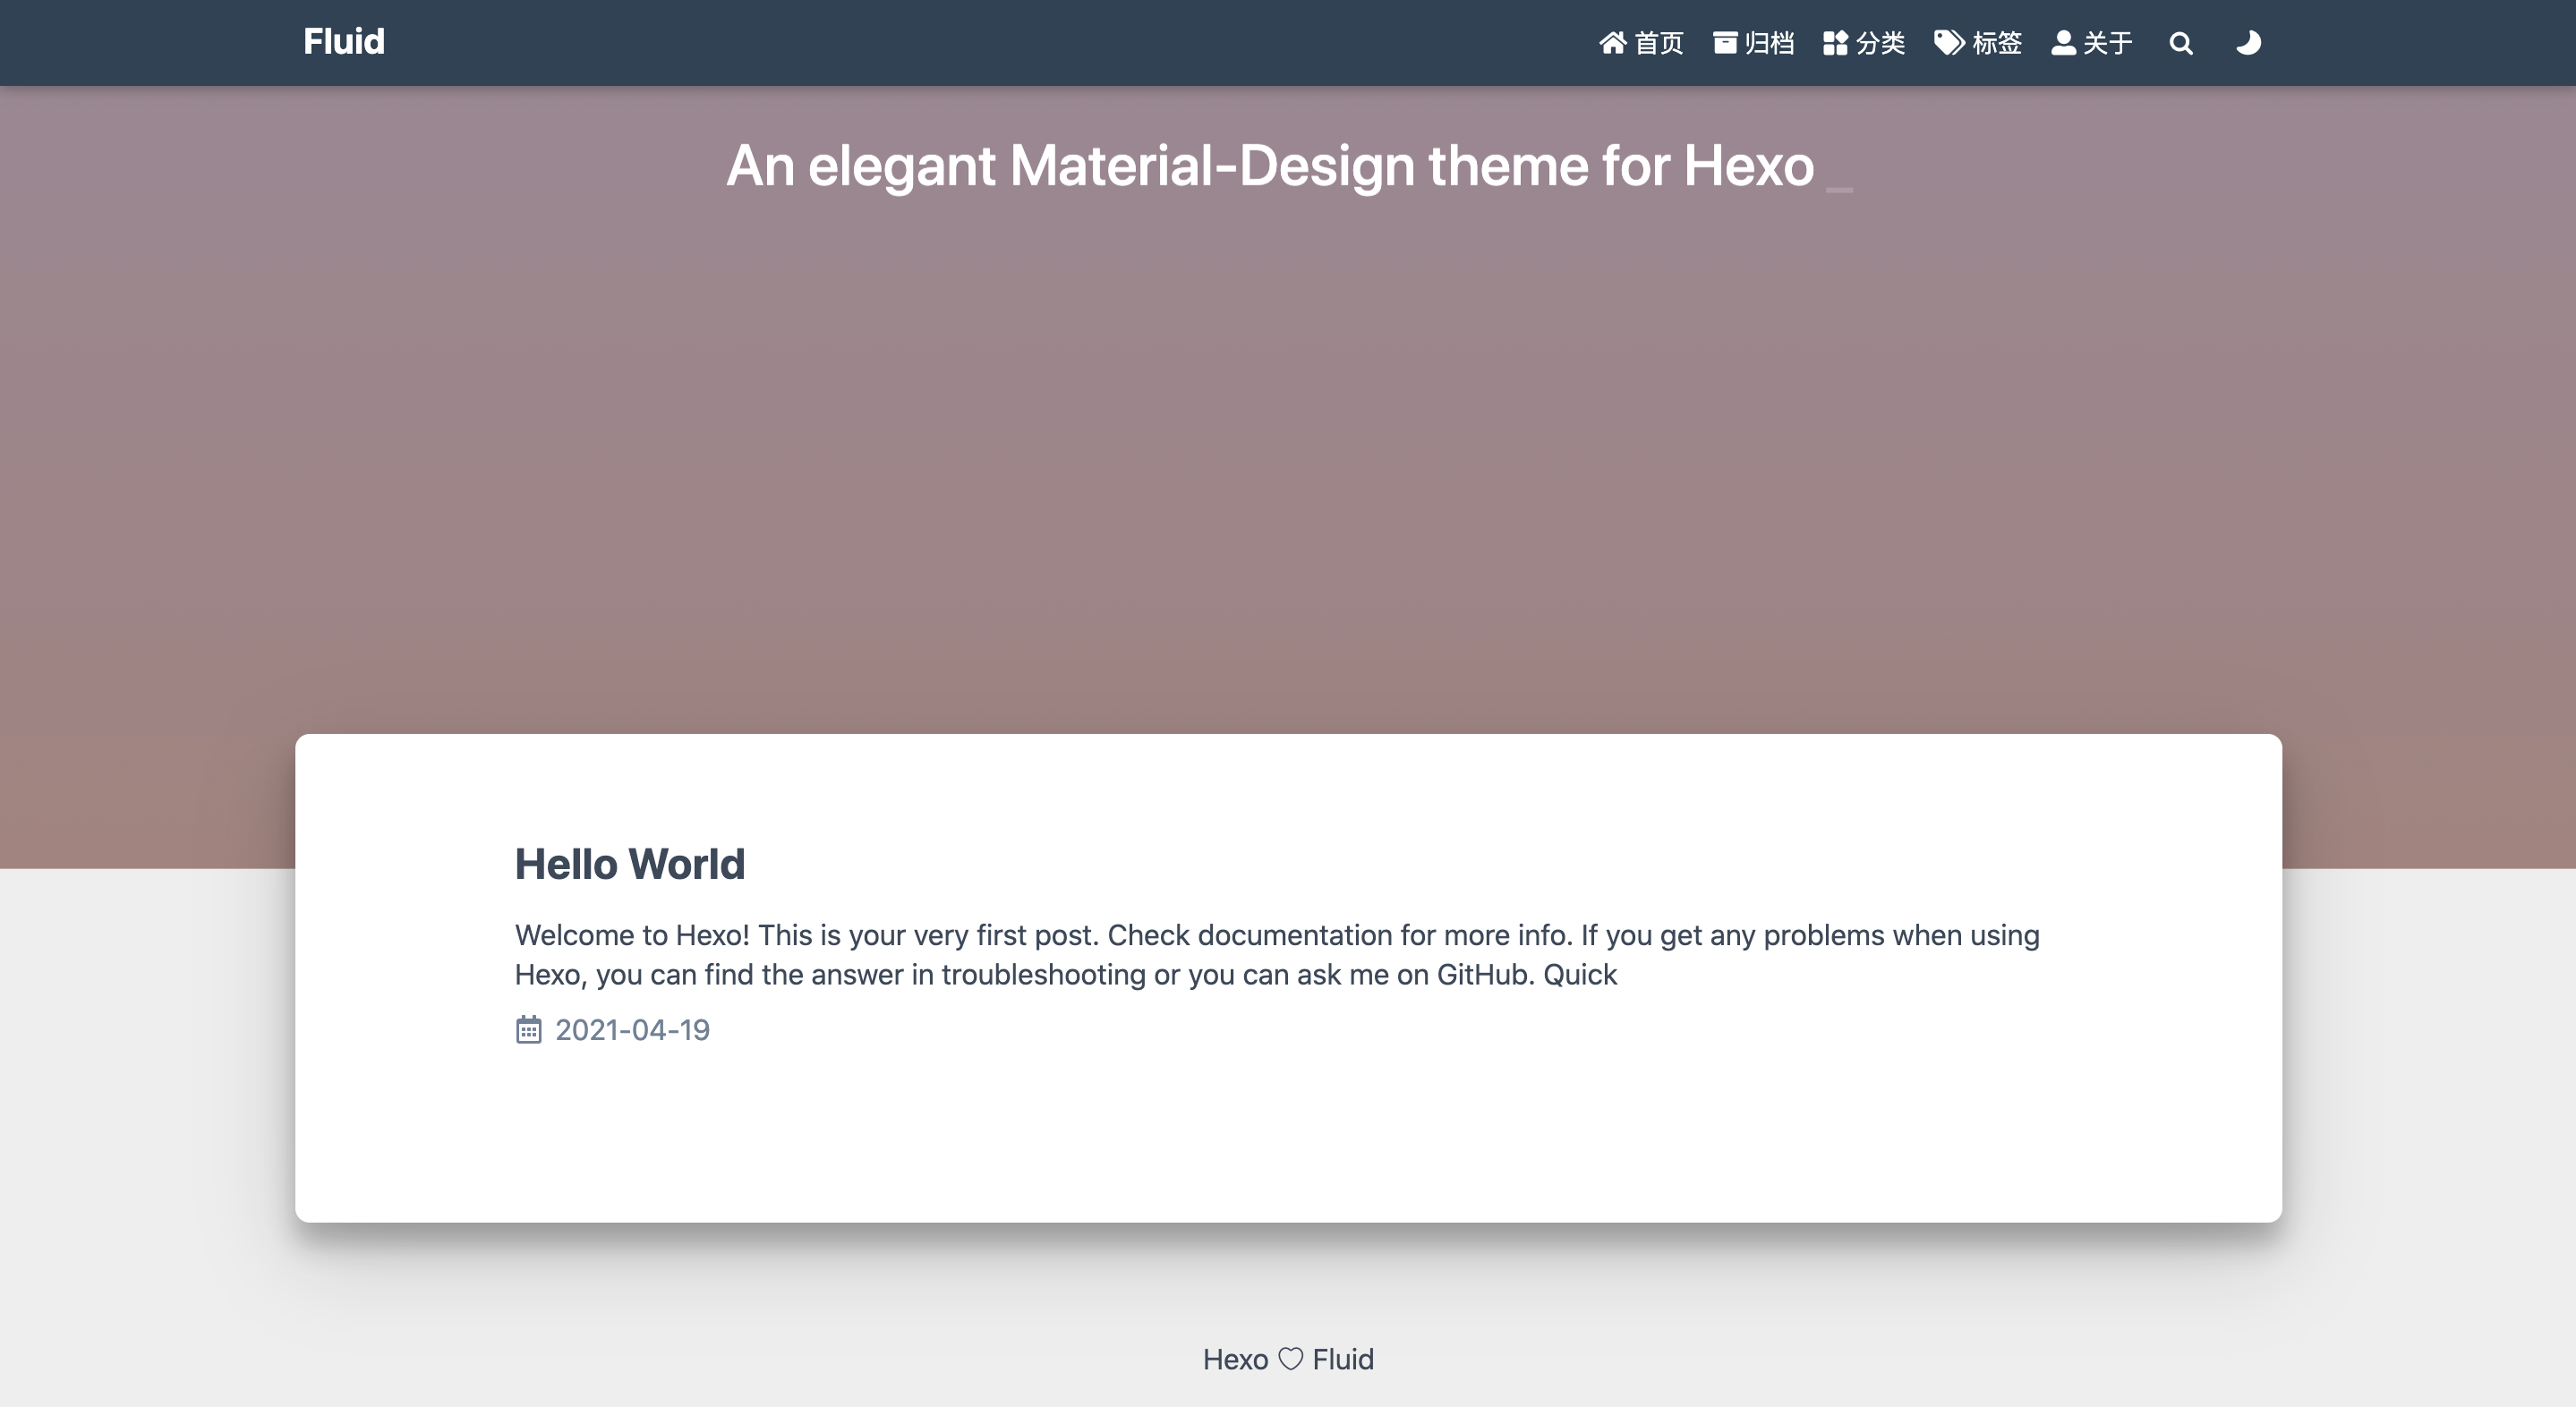 Fluid
首页 归档 分类 标签 关于
An elegant Material-Design theme for Hexo _
Hello World
Welcome to Hexo! This is your very first post. Check documentation for more info. If you get any problems when using
Hexo, you can find the answer in troubleshooting or you can ask me on GitHub. Quick
2021-04-19
Hexo ♡ Fluid